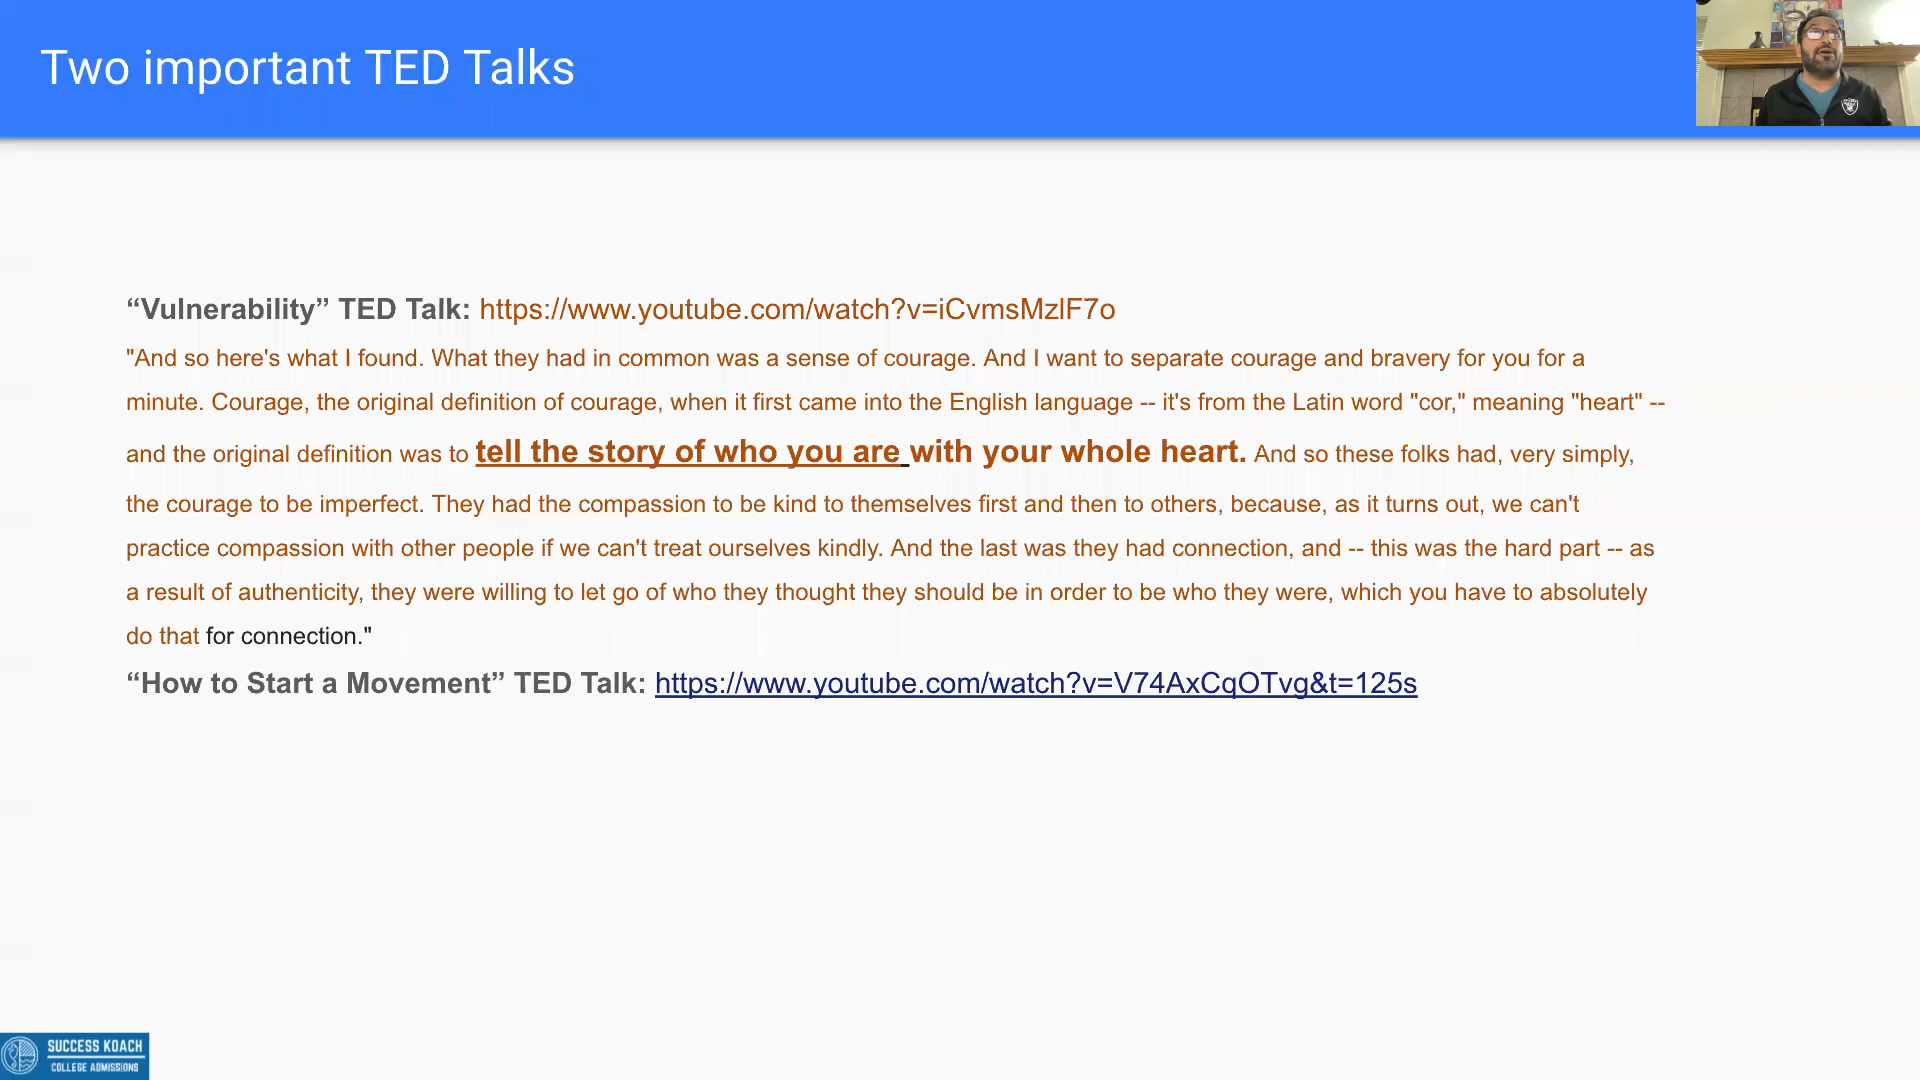 Two important TED Talks
“Vulnerability” TED Talk: https://www.youtube.com/watch?v=iCvmsMzlF7o
"And so here's what I found. What they had in common was a sense of courage. And I want to separate courage and bravery for you for a
minute. Courage, the original definition of courage, when it first came into the English language -- it's from the Latin word "cor," meaning "heart" --
and the original definition was to tell the story of who you are with your whole heart. And so these folks had, very simply,
the courage to be imperfect. They had the compassion to be kind to themselves first and then to others, because, as it turns out, we can't
practice compassion with other people if we can't treat ourselves kindly. And the last was they had connection, and -- this was the hard part -- as
a result of authenticity, they were willing to let go of who they thought they should be in order to be who they were, which you have to absolutely
do that for connection."
“How to Start a Movement” TED Talk: https://www.youtube.com/watch?v=V74AxCqOTvg&t=125s
SUCCESS KOACH
COLLEGE ADMISSIONS